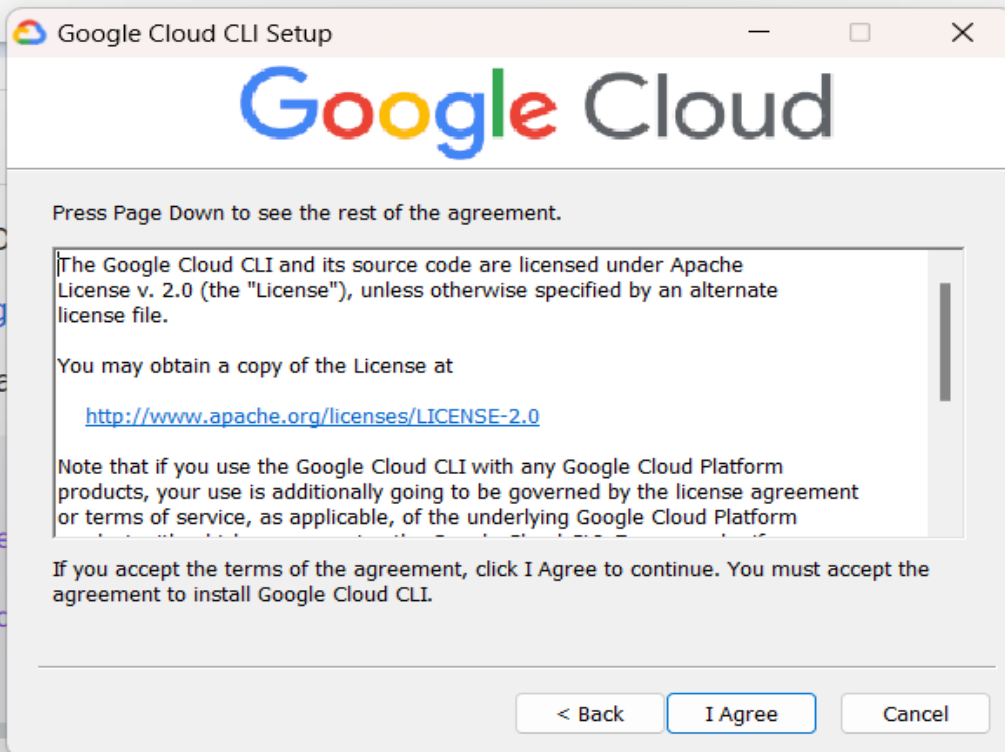 Google Cloud CLI Setup
Google Cloud
Press Page Down to see the rest of the agreement.
The Google Cloud CLI and its source code are licensed under Apache
License v. 2.0 (the "License"), unless otherwise specified by an alternate
license file.
You may obtain a copy of the License at
http://www.apache.org/licenses/LICENSE-2.0
Note that if you use the Google Cloud CLI with any Google Cloud Platform
products, your use is additionally going to be governed by the license agreement
or terms of service, as applicable, of the underlying Google Cloud Platform
If you accept the terms of the agreement, click I Agree to continue. You must accept the
agreement to install Google Cloud CLI.
< Back
I Agree
Cancel